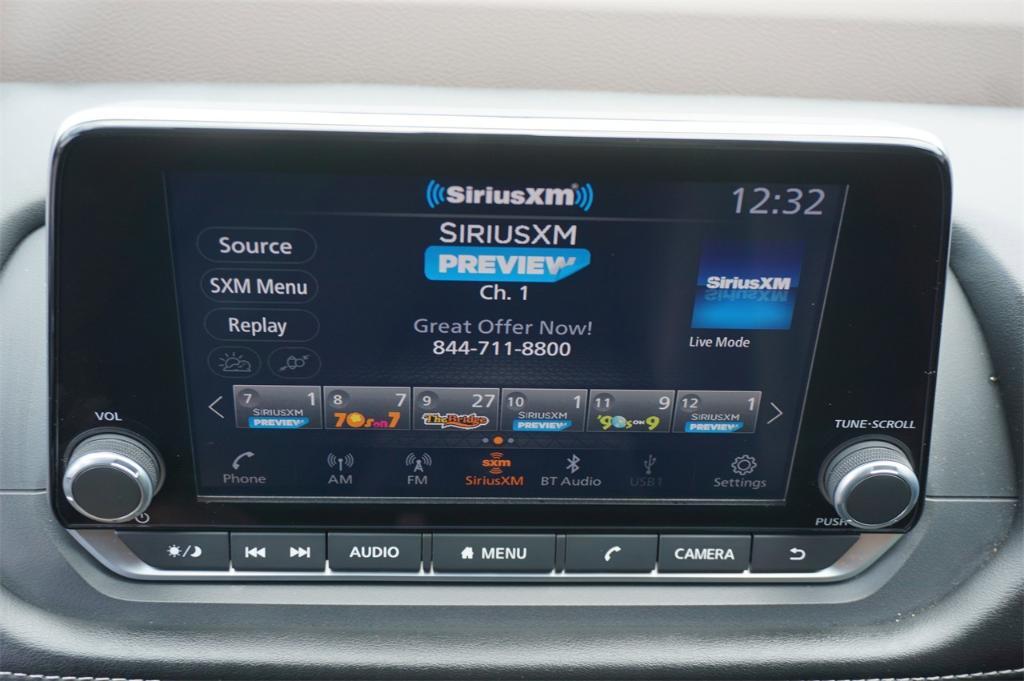 SiriusXM
12:32
SIRIUSXM
PREVIEW
Ch. 1
Source
SXM Menu
Replay
Great Offer Now!
844-711-8800
SiriusXM
Live Mode
7 1 8 7 9 27 10 1 11 9 12 1
SIRIUSXM PREVIEW
70s on 7
The Bridge
SIRIUSXM PREVIEW
'90s ON 9
SIRIUSXM PREVIEW
VOL
TUNE·SCROLL
sxm
Phone AM FM SiriusXM BT Audio USB1 Settings
PUSH
AUDIO MENU CAMERA